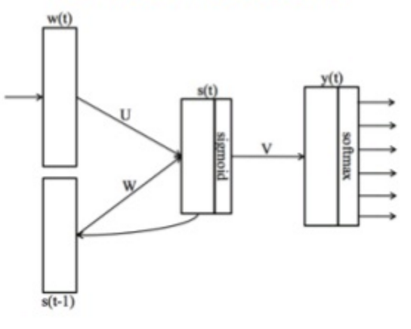 w(t)
U
W
s(t-1)
s(t)
sigmoid
V
y(t)
softmax